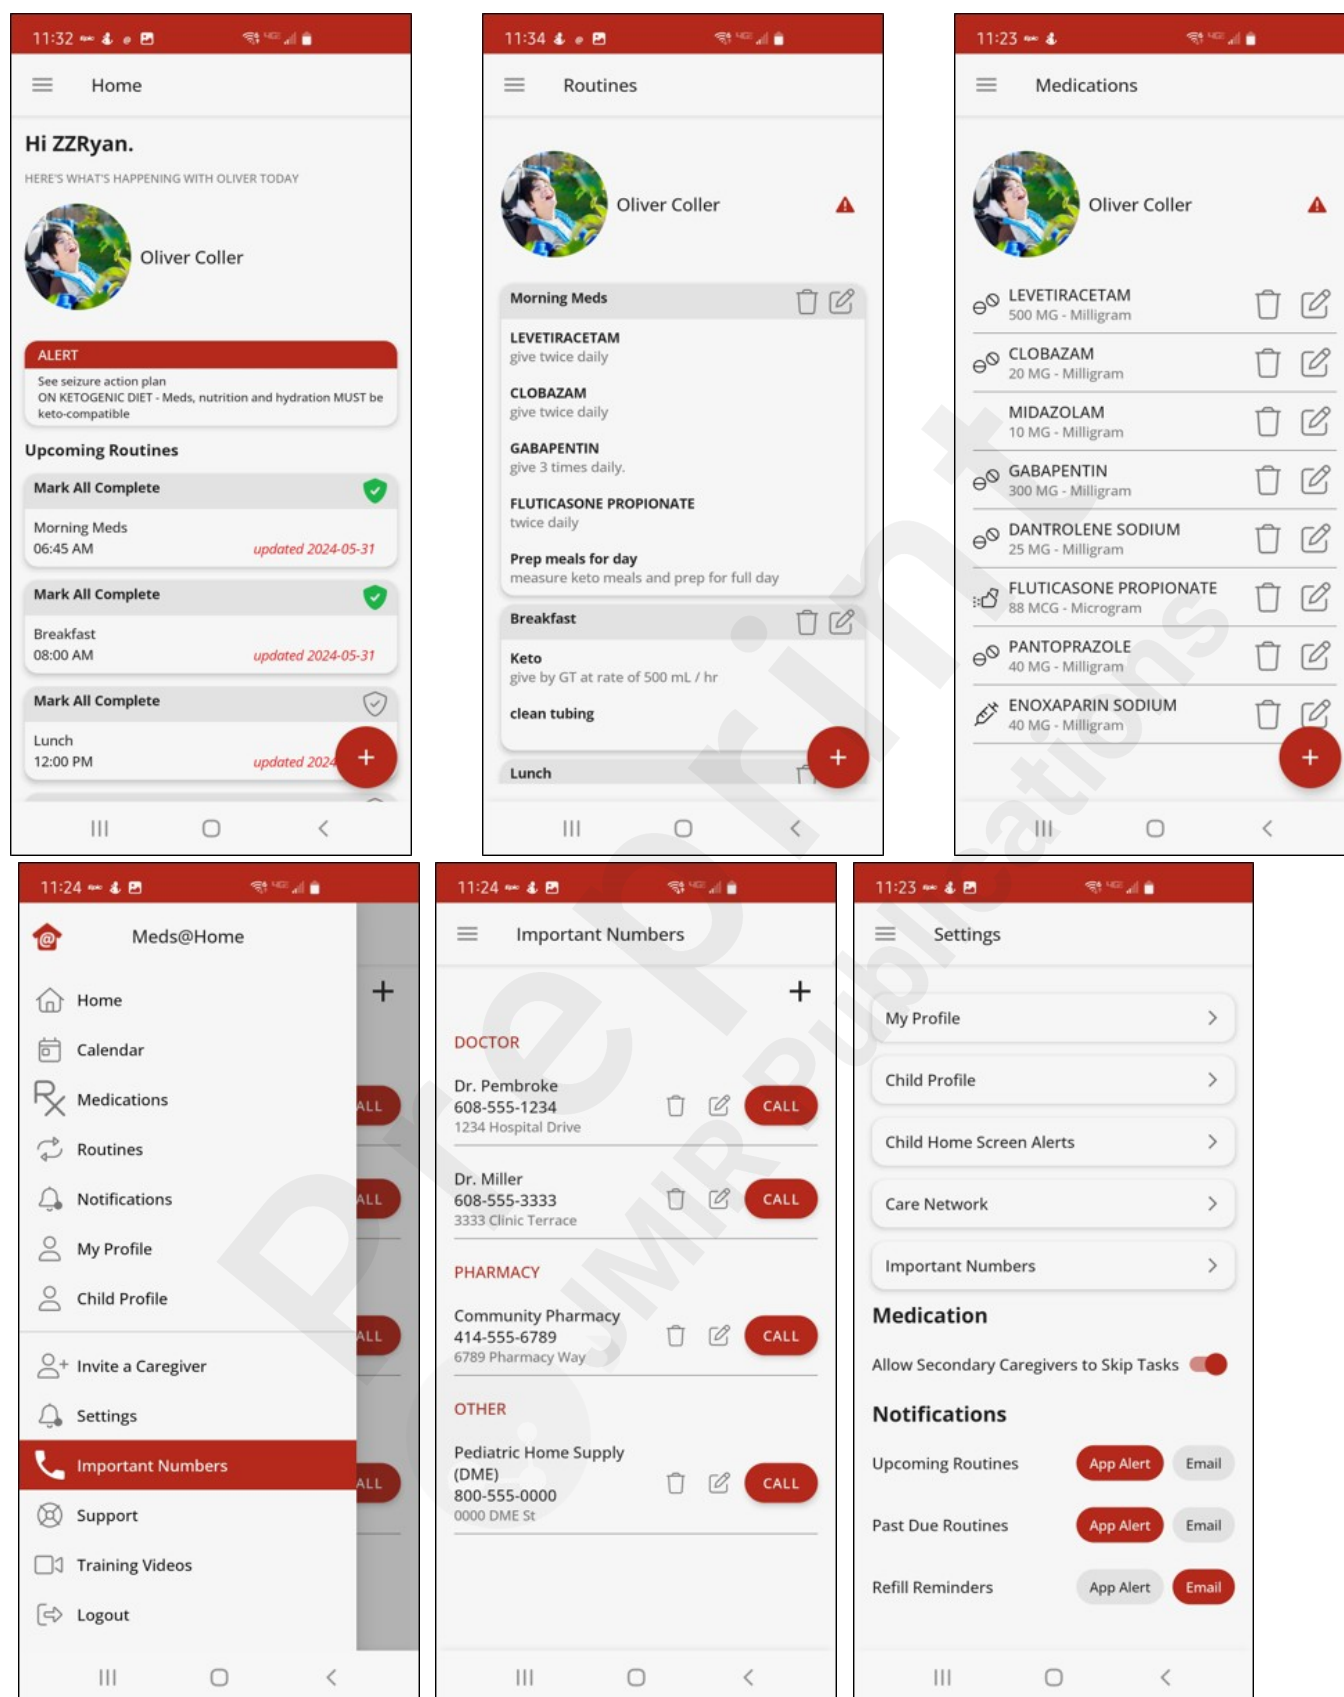 11:32
Home
Hi ZZRyan.
HERE'S WHAT'S HAPPENING WITH OLIVER TODAY
Oliver Coller
ALERT
See seizure action plan
ON KETOGENIC DIET - Meds, nutrition and hydration MUST be
keto-compatible
Upcoming Routines
Mark All Complete
Morning Meds
06:45 AM updated 2024-05-31
Mark All Complete
Breakfast
08:00 AM updated 2024-05-31
Mark All Complete
Lunch
12:00 PM updated 2024
11:34
Routines
Oliver Coller
Morning Meds
LEVETIRACETAM
give twice daily
CLOBAZAM
give twice daily
GABAPENTIN
give 3 times daily.
FLUTICASONE PROPIONATE
twice daily
Prep meals for day
measure keto meals and prep for full day
Breakfast
Keto
give by GT at rate of 500 mL / hr
clean tubing
Lunch
11:23
Medications
Oliver Coller
LEVETIRACETAM
500 MG - Milligram
CLOBAZAM
20 MG - Milligram
MIDAZOLAM
10 MG - Milligram
GABAPENTIN
300 MG - Milligram
DANTROLENE SODIUM
25 MG - Milligram
FLUTICASONE PROPIONATE
88 MCG - Microgram
PANTOPRAZOLE
40 MG - Milligram
ENOXAPARIN SODIUM
40 MG - Milligram
11:24
Meds@Home
Home
Calendar
Medications
Routines
Notifications
My Profile
Child Profile
Invite a Caregiver
Settings
Important Numbers
Support
Training Videos
Logout
ALL
ALL
ALL
ALL
11:24
Important Numbers
DOCTOR
Dr. Pembroke
608-555-1234
1234 Hospital Drive
CALL
Dr. Miller
608-555-3333
3333 Clinic Terrace
CALL
PHARMACY
Community Pharmacy
414-555-6789
6789 Pharmacy Way
CALL
OTHER
Pediatric Home Supply
(DME)
800-555-0000
0000 DME St
CALL
11:23
Settings
My Profile
Child Profile
Child Home Screen Alerts
Care Network
Important Numbers
Medication
Allow Secondary Caregivers to Skip Tasks
Notifications
Upcoming Routines App Alert Email
Past Due Routines App Alert Email
Refill Reminders App Alert Email
Preprint
JMIR Publications